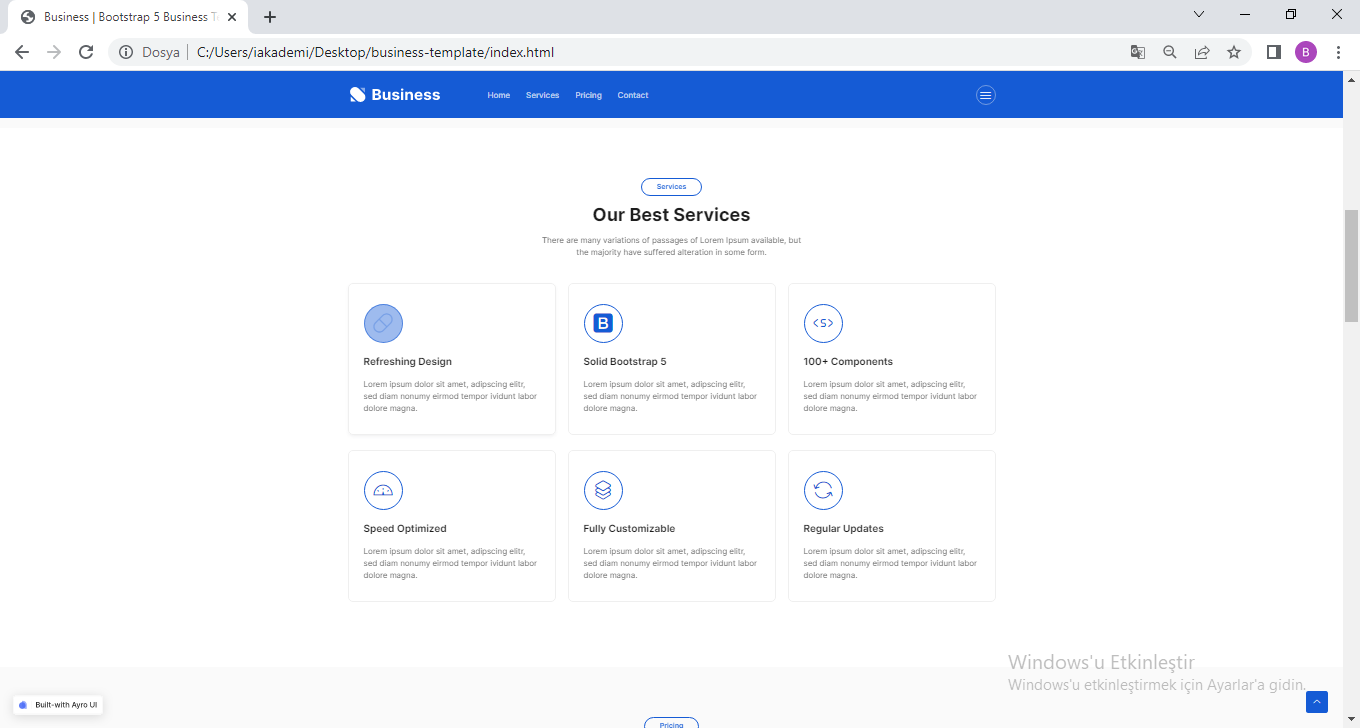 Business | Bootstrap 5 Business T
Dosya
C:/Users/iakademi/Desktop/business-template/index.html
B
Business
Home
Services
Pricing
Contact
Services
Our Best Services
There are many variations of passages of Lorem Ipsum available, but
the majority have suffered alteration in some form.
B
<5>
Refreshing Design
Solid Bootstrap 5
100+ Components
Lorem ipsum dolor sit amet, adipscing elitr,
sed diam nonumy eirmod tempor ividunt labor
dolore magna.
Lorem ipsum dolor sit amet, adipscing elitr,
sed diam nonumy eirmod tempor ividunt labor
dolore magna.
Lorem ipsum dolor sit amet, adipscing elitr,
sed diam nonumy eirmod tempor ividunt labor
dolore magna.
Speed Optimized
Fully Customizable
Regular Updates
Lorem ipsum dolor sit amet, adipscing elitr,
sed diam nonumy eirmod tempor ividunt labor
dolore magna.
Lorem ipsum dolor sit amet, adipscing elitr,
sed diam nonumy eirmod tempor ividunt labor
dolore magna.
Lorem ipsum dolor sit amet, adipscing elitr,
sed diam nonumy eirmod tempor ividunt labor
dolore magna.
Windows'u Etkinleştir
Windows'u etkinleştirmek için Ayarlar'a gidin.
Built-with Ayro UI
Pricing